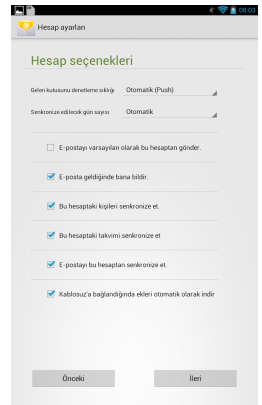 08:03
Hesap ayarları
Hesap seçenekleri
Gelen kutusunu denetleme sıklığı Otomatik (Push)
Senkronize edilecek gün sayısı Otomatik
E-postayı varsayılan olarak bu hesaptan gönder.
E-posta geldiğinde bana bildir.
Bu hesaptaki kişileri senkronize et.
Bu hesaptaki takvimi senkronize et
E-postayı bu hesaptan senkronize et.
Kablosuz'a bağlandığında ekleri otomatik olarak indir
Önceki İleri